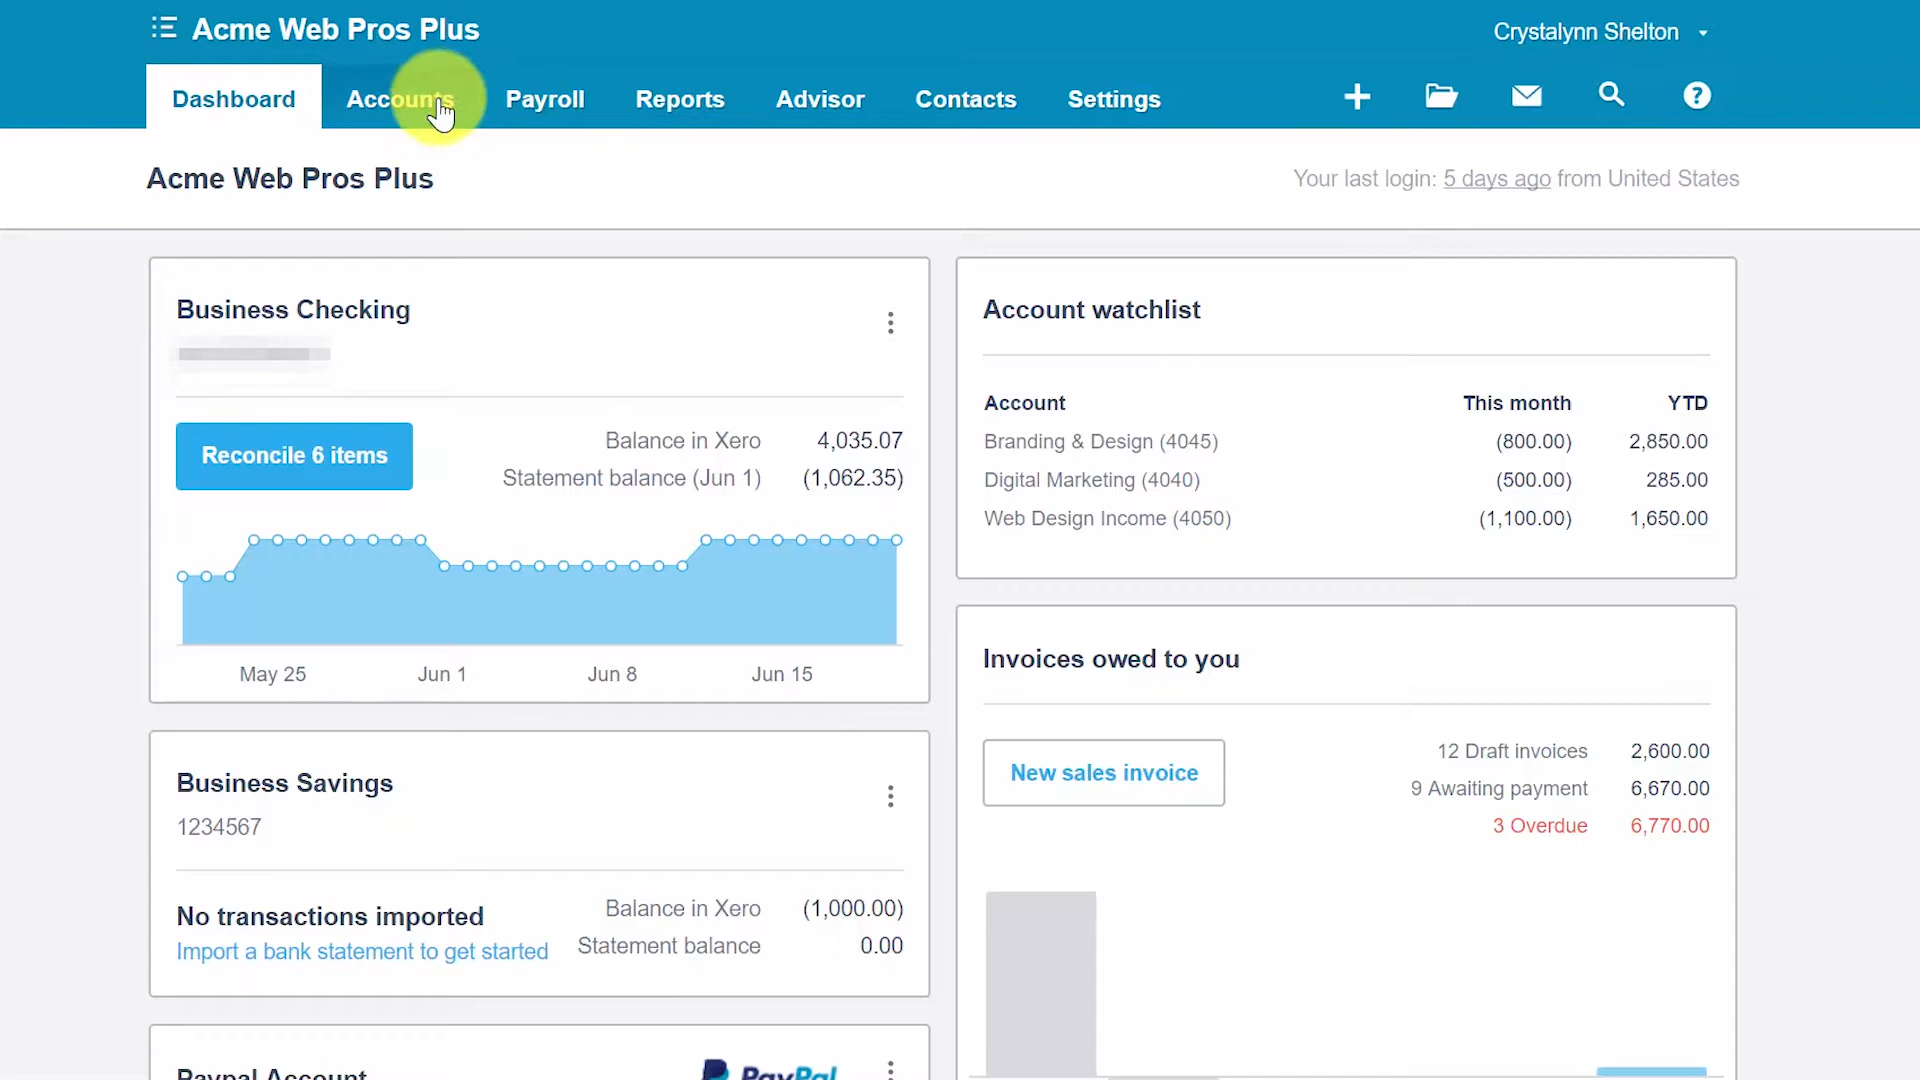 Acme Web Pros Plus
Crystalynn Shelton
Dashboard Accounts Payroll Reports Advisor Contacts Settings
Acme Web Pros Plus
Your last login: 5 days ago from United States
Business Checking
Reconcile 6 items
Balance in Xero 4,035.07
Statement balance (Jun 1) (1,062.35)
May 25 Jun 1 Jun 8 Jun 15
Business Savings
1234567
No transactions imported
Import a bank statement to get started
Balance in Xero (1,000.00)
Statement balance 0.00
Paypal Account
PayPal
Account watchlist
Account This month YTD
Branding & Design (4045) (800.00) 2,850.00
Digital Marketing (4040) (500.00) 285.00
Web Design Income (4050) (1,100.00) 1,650.00
Invoices owed to you
New sales invoice
12 Draft invoices 2,600.00
9 Awaiting payment 6,670.00
3 Overdue 6,770.00